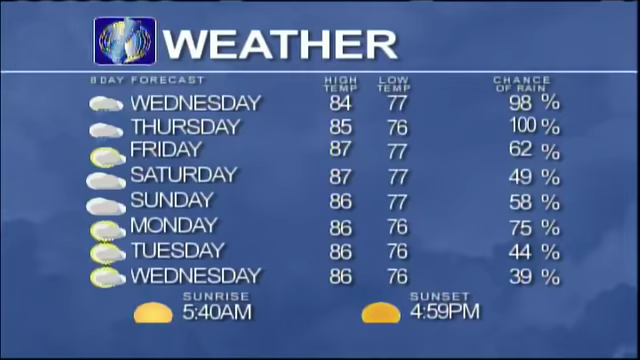 WEATHER
8 DAY FORECAST HIGH TEMP LOW TEMP CHANCE OF RAIN
WEDNESDAY 84 77 98 %
THURSDAY 85 76 100 %
FRIDAY 87 77 62 %
SATURDAY 87 77 49 %
SUNDAY 86 77 58 %
MONDAY 86 76 75 %
TUESDAY 86 76 44 %
WEDNESDAY 86 76 39 %
SUNRISE SUNSET
5:40AM 4:59PM